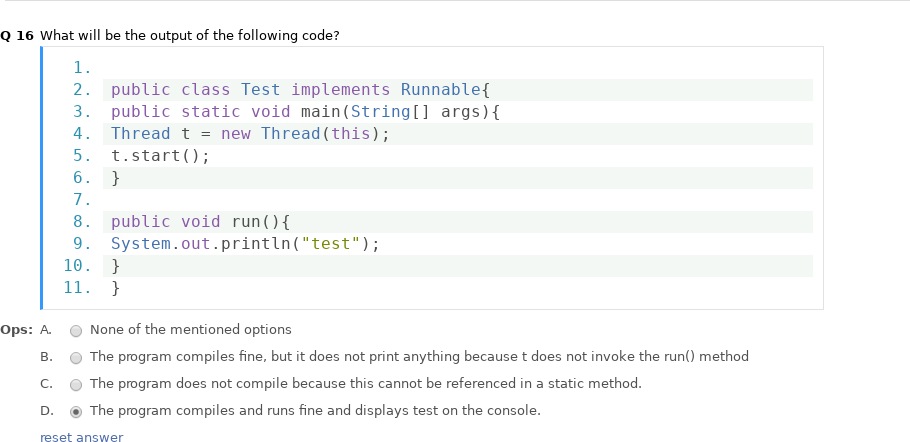 Q 16 What will be the output of the following code?
1.
2. public class Test implements Runnable{
3. public static void main(String[] args){
4. Thread t = new Thread(this);
5. t.start();
6. }
7.
8. public void run(){
9. System.out.println("test");
10. }
11. }
Ops: A. None of the mentioned options
B. The program compiles fine, but it does not print anything because t does not invoke the run() method
C. The program does not compile because this cannot be referenced in a static method.
D. The program compiles and runs fine and displays test on the console.
reset answer